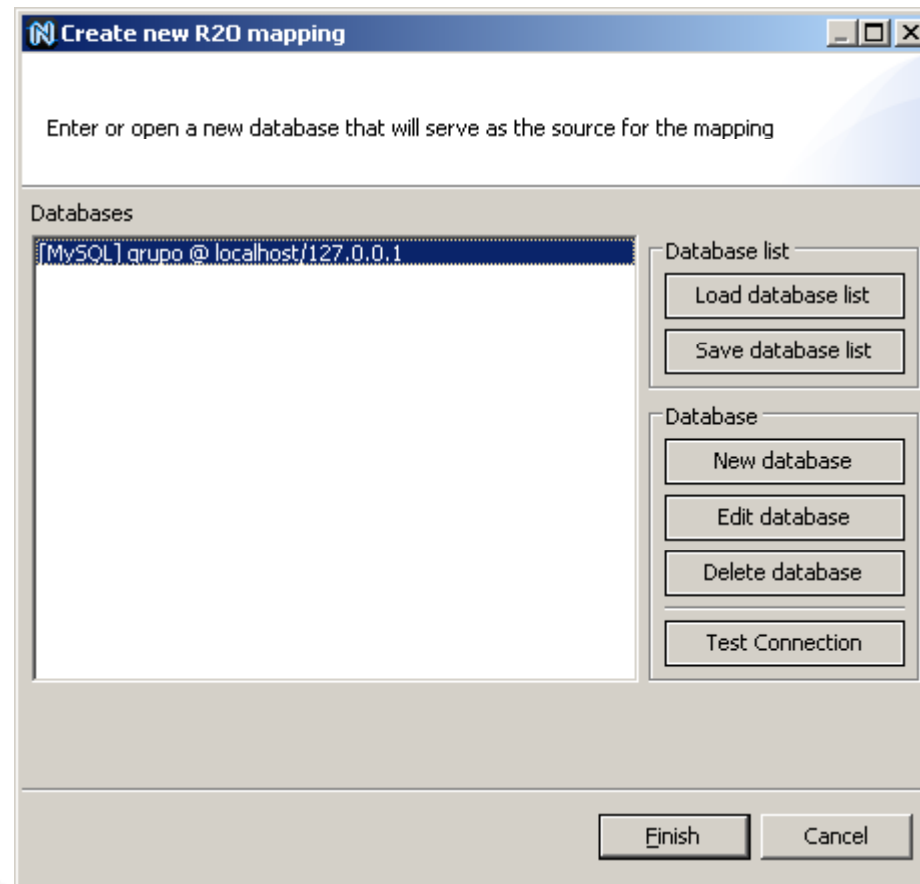 Create new R2O mapping
Enter or open a new database that will serve as the source for the mapping
Databases
[MySQL] grupo @ localhost/127.0.0.1
Database list
Load database list
Save database list
Database
New database
Edit database
Delete database
Test Connection
Finish
Cancel